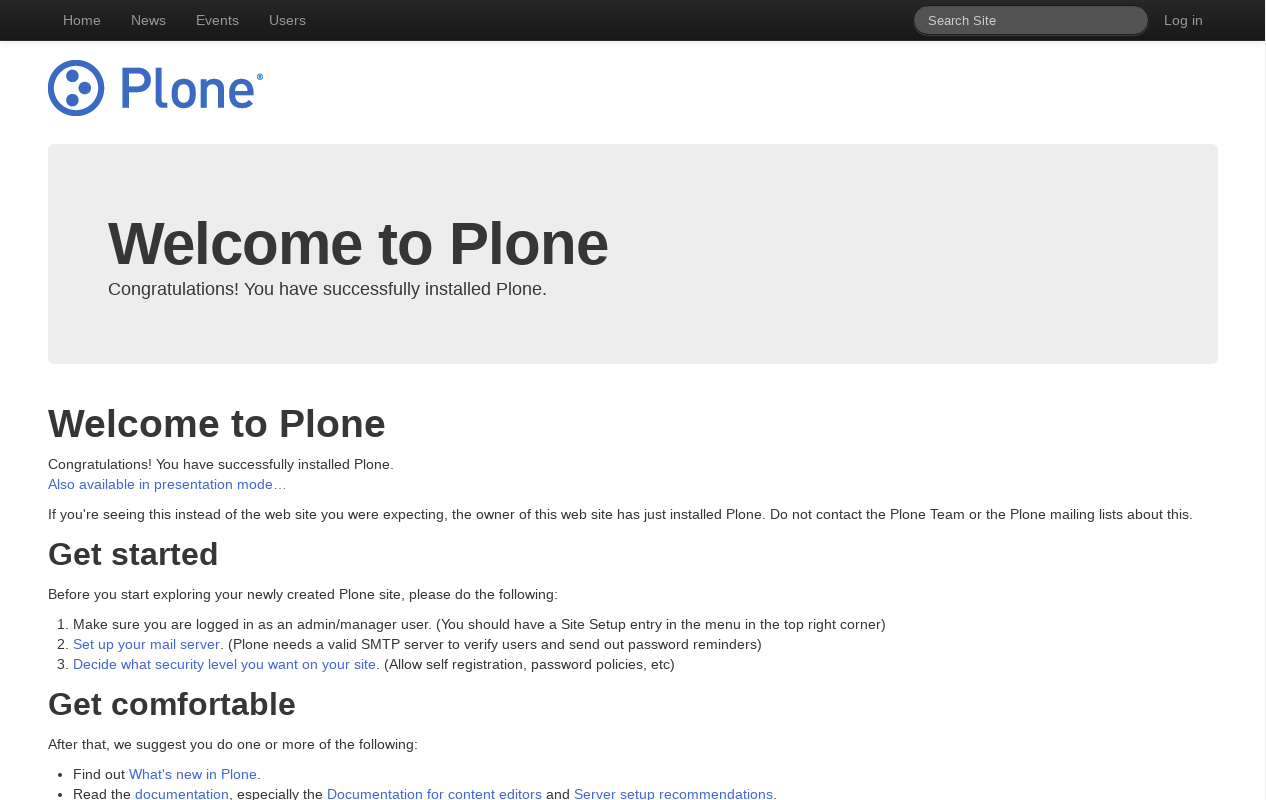 Home News Events Users Search Site Log in
Plone®
Welcome to Plone
Congratulations! You have successfully installed Plone.
Welcome to Plone
Congratulations! You have successfully installed Plone.
Also available in presentation mode…
If you're seeing this instead of the web site you were expecting, the owner of this web site has just installed Plone. Do not contact the Plone Team or the Plone mailing lists about this.
Get started
Before you start exploring your newly created Plone site, please do the following:
1. Make sure you are logged in as an admin/manager user. (You should have a Site Setup entry in the menu in the top right corner)
2. Set up your mail server. (Plone needs a valid SMTP server to verify users and send out password reminders)
3. Decide what security level you want on your site. (Allow self registration, password policies, etc)
Get comfortable
After that, we suggest you do one or more of the following:
• Find out What's new in Plone.
• Read the documentation, especially the Documentation for content editors and Server setup recommendations.